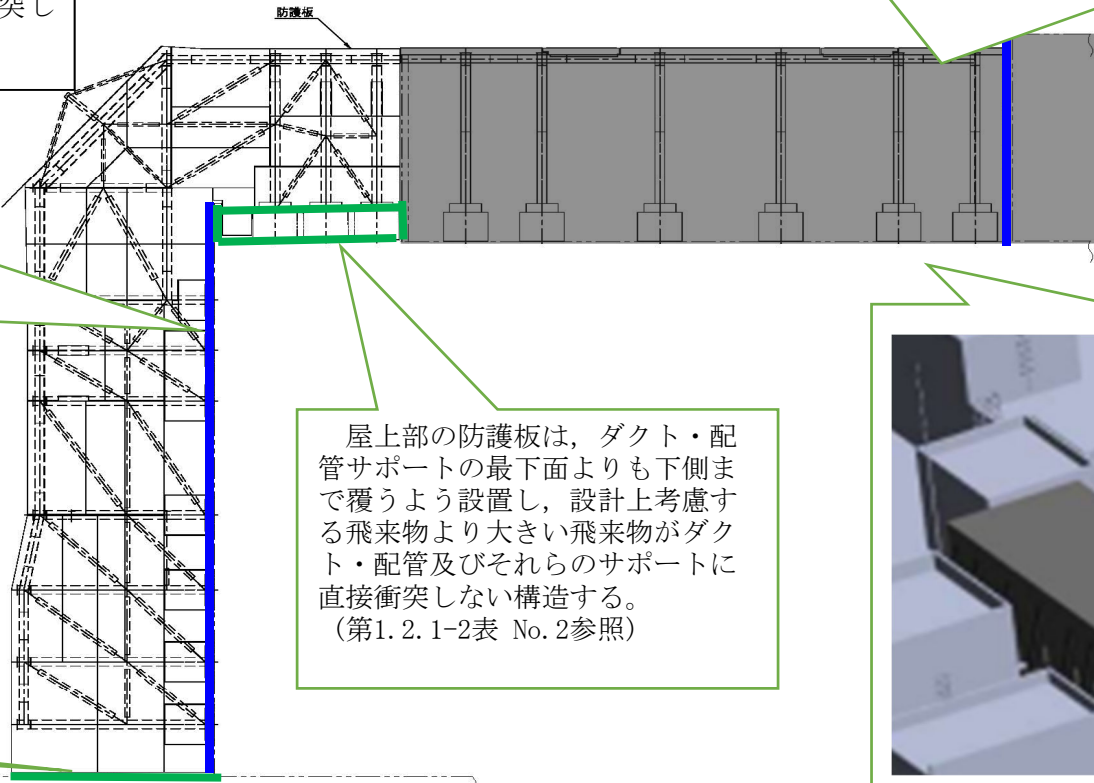 突し
防護板
屋上部の防護板は，ダクト・配
管サポートの最下面よりも下側ま
で覆うよう設置し，設計上考慮す
る飛来物より大きい飛来物がダク
ト・配管及びそれらのサポートに
直接衝突しない構造する。
（第1.2.1-2表 No.2参照）